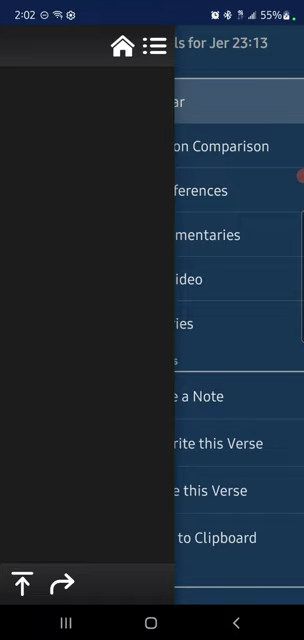 2:02
55%
ls for Jer 23:13
ar
on Comparison
ferences
mentaries
ideo
ries
s
e a Note
rite this Verse
e this Verse
to Clipboard